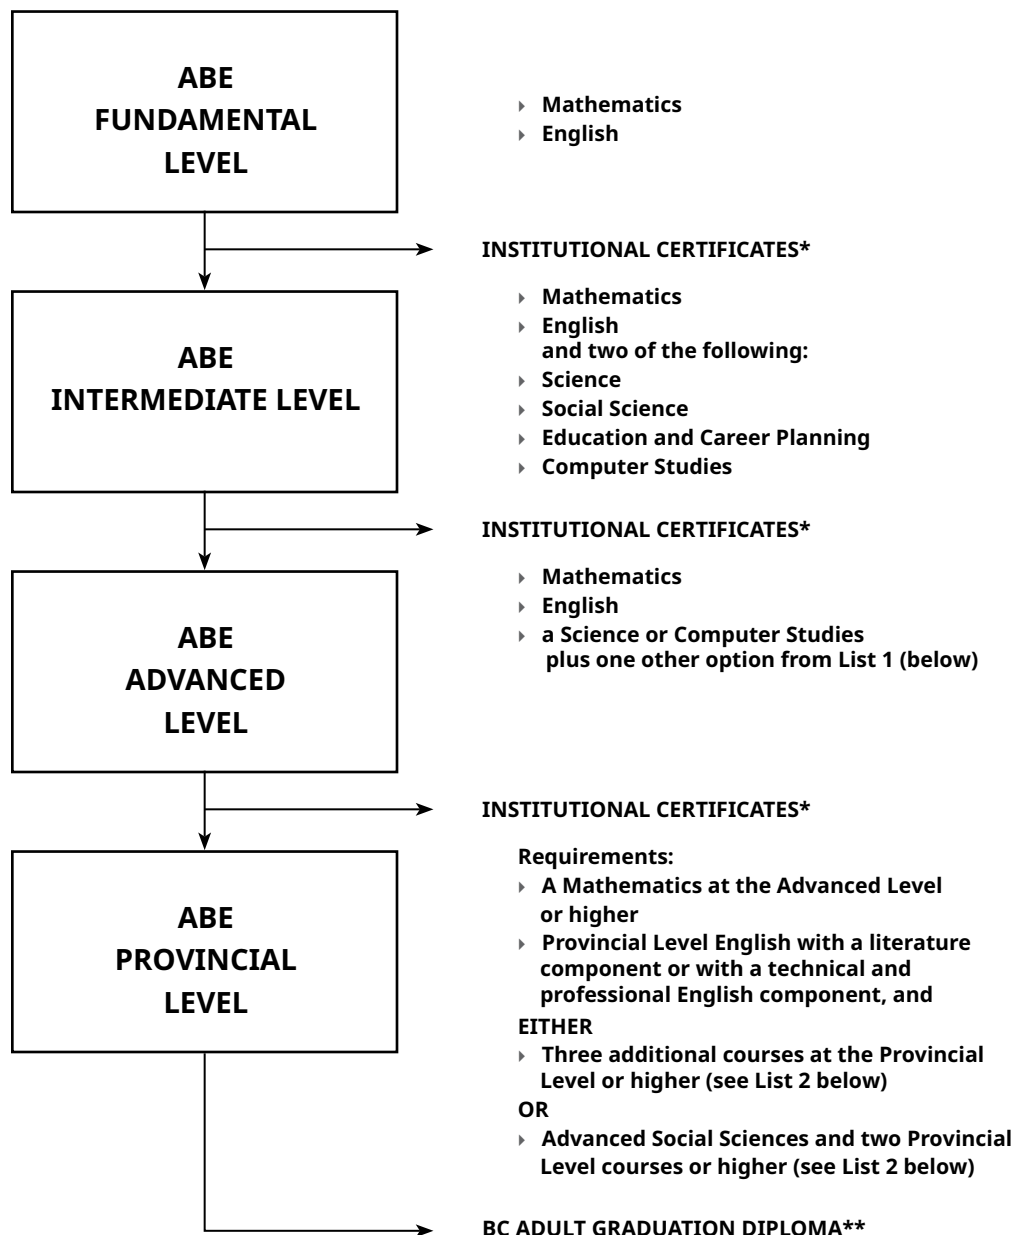 ABE
FUNDAMENTAL
LEVEL
Mathematics
English
INSTITUTIONAL CERTIFICATES*
ABE
INTERMEDIATE LEVEL
Mathematics
English
and two of the following:
Science
Social Science
Education and Career Planning
Computer Studies
INSTITUTIONAL CERTIFICATES*
ABE
ADVANCED
LEVEL
Mathematics
English
a Science or Computer Studies
plus one other option from List 1 (below)
INSTITUTIONAL CERTIFICATES*
ABE
PROVINCIAL
LEVEL
Requirements:
A Mathematics at the Advanced Level
or higher
Provincial Level English with a literature
component or with a technical and
professional English component, and
EITHER
Three additional courses at the Provincial
Level or higher (see List 2 below)
OR
Advanced Social Sciences and two Provincial
Level courses or higher (see List 2 below)
BC ADULT GRADUATION DIPLOMA**